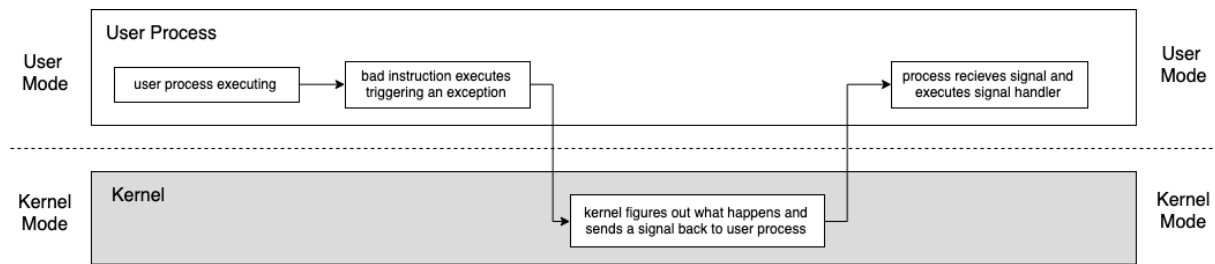 User Process
User
Mode
user process executing
bad instruction executes
triggering an exception
process recieves signal and
executes signal handler
User
Mode
Kernel
Mode
Kernel
kernel figures out what happens and
sends a signal back to user process
Kernel
Mode